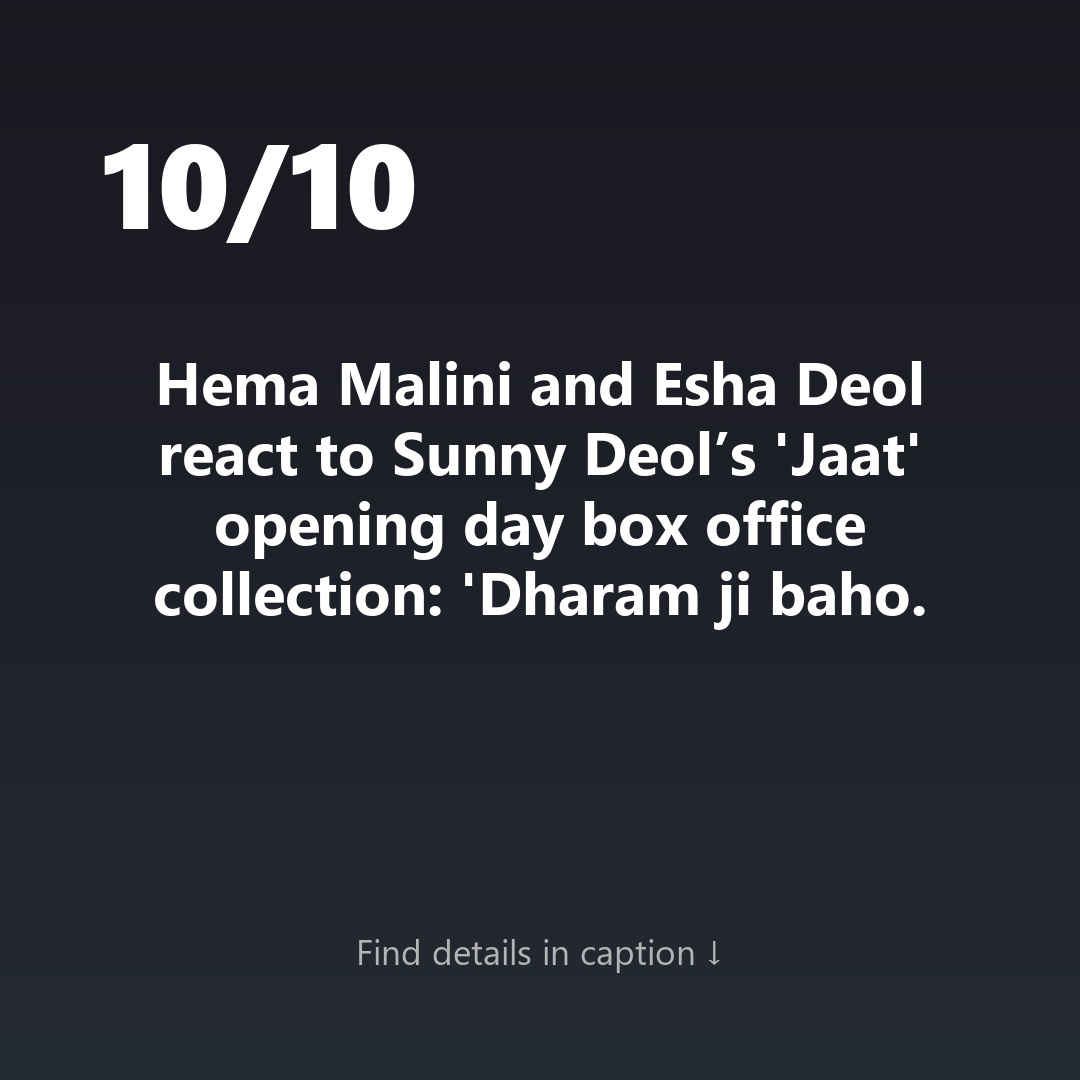 10/10
Hema Malini and Esha Deol
react to Sunny Deol’s 'Jaat'
opening day box office
collection: 'Dharam ji baho.
Find details in caption ↓